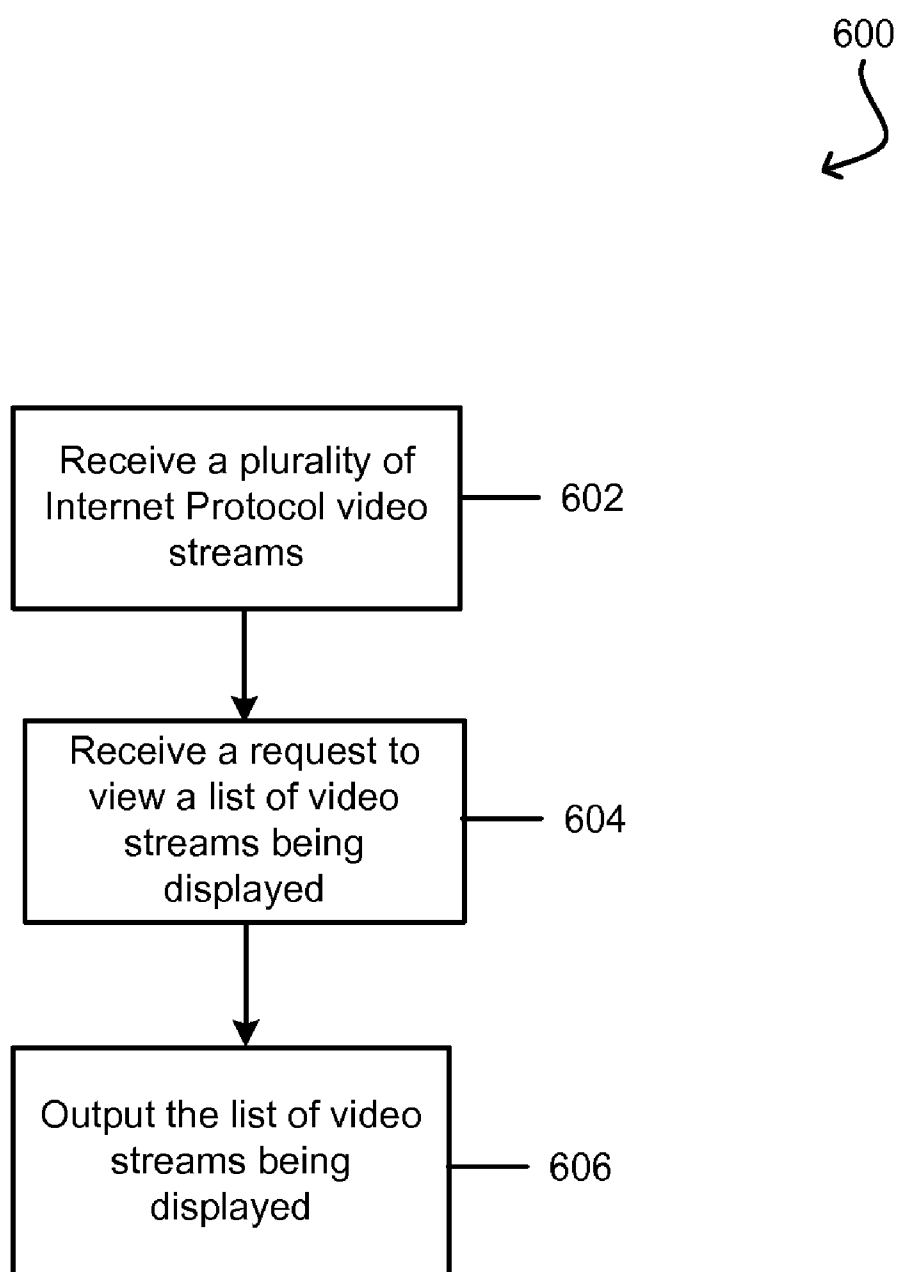 600
Receive a plurality of
Internet Protocol video
streams
602
Receive a request to
view a list of video
streams being
displayed
604
Output the list of video
streams being
displayed
606